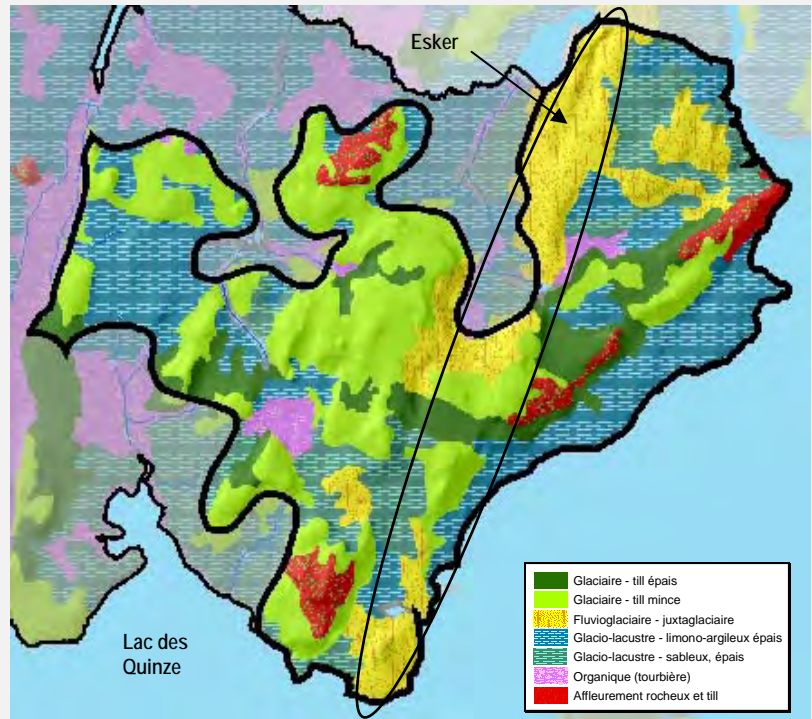 Esker
Lac des
Quinze
Glaciaire - till épais
Glaciaire - till mince
Fluvioglaciaire - juxtaglaciaire
Glacio-lacustre - limono-argileux épais
Glacio-lacustre - sableux, épais
Organique (tourbière)
Affleurement rocheux et till